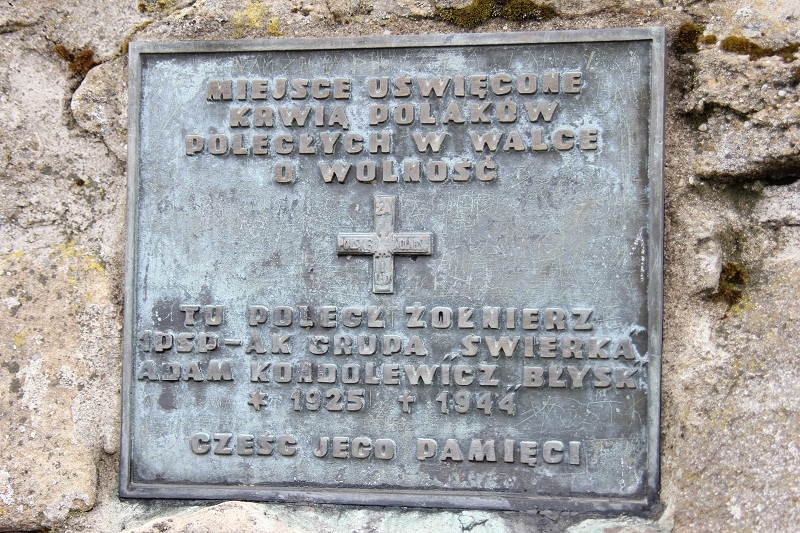 MIEJSCE UŚWIĘCONE
KRWIĄ POLAKÓW
POLEGŁYCH W WALCE
O WOLNOŚĆ
TU POLEGŁ ŻOŁNIERZ
1PSP-AK GRUPA ŚWIERKA
ADAM KONDOLEWICZ BŁYSK
* 1925 † 1944
CZEŚĆ JEGO PAMIĘCI